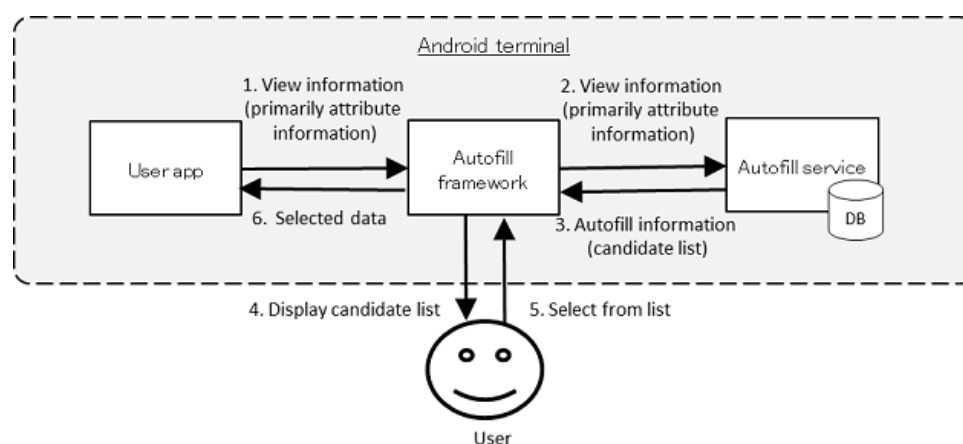 Android terminal
1. View information
(primarily attribute
information)
2. View information
(primarily attribute
information)
User app
Autofill
framework
Autofill service
DB
6. Selected data
3. Autofill information
(candidate list)
4. Display candidate list
5. Select from list
User